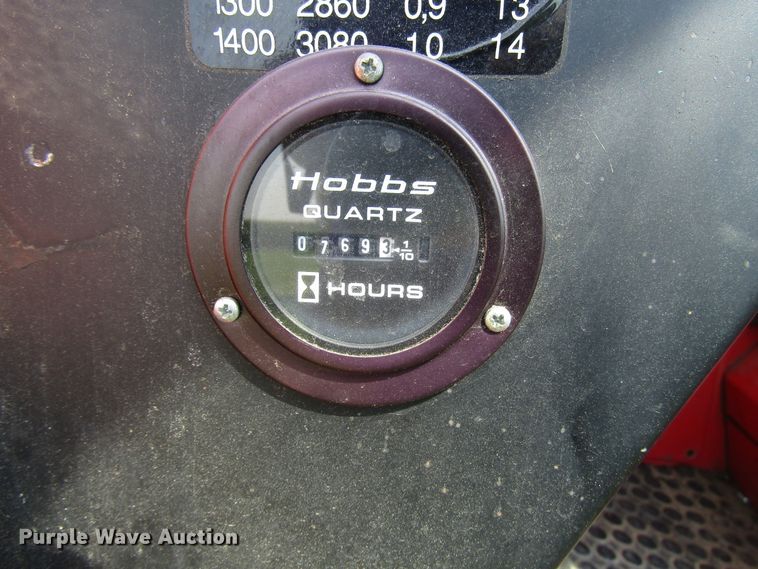 1300 2860 0,9 13
1400 3080 1,0 14
Hobbs
QUARTZ
0 7 6 9 3 1/10
HOURS
Purple Wave Auction